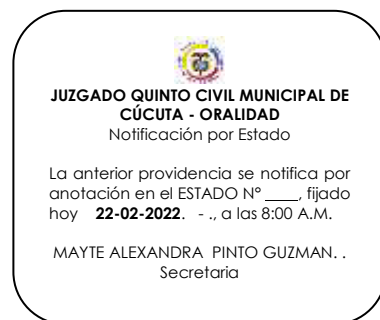 JUZGADO QUINTO CIVIL MUNICIPAL DE
CÚCUTA - ORALIDAD
Notificación por Estado
La anterior providencia se notifica por
anotación en el ESTADO N° ____, fijado
hoy 22-02-2022. - ., a las 8:00 A.M.
MAYTE ALEXANDRA PINTO GUZMAN. .
Secretaria